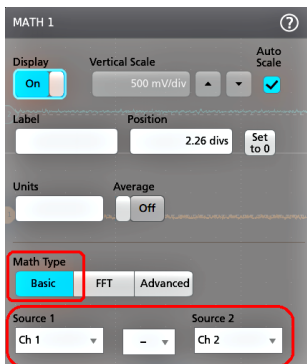 MATH 1 ?
Display Vertical Scale Auto Scale
On 500 mV/div
Label Position
2.26 divs Set to 0
Units Average
Off
Math Type
Basic FFT Advanced
Source 1 Source 2
Ch 1 - Ch 2